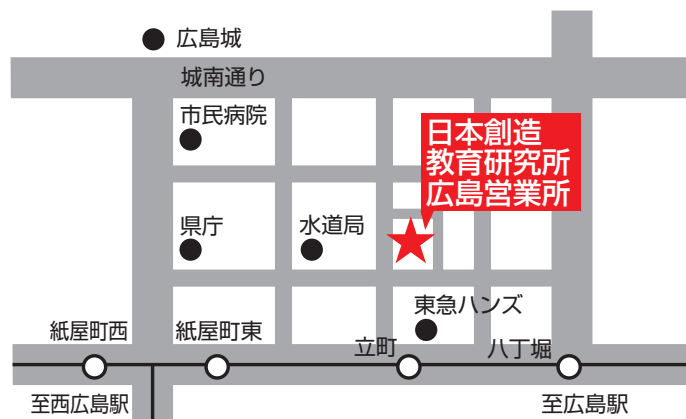 広島城
城南通り
市民病院
日本創造
教育研究所
広島営業所
県庁
水道局
東急ハンズ
紙屋町西
紙屋町東
立町
八丁堀
至西広島駅
至広島駅